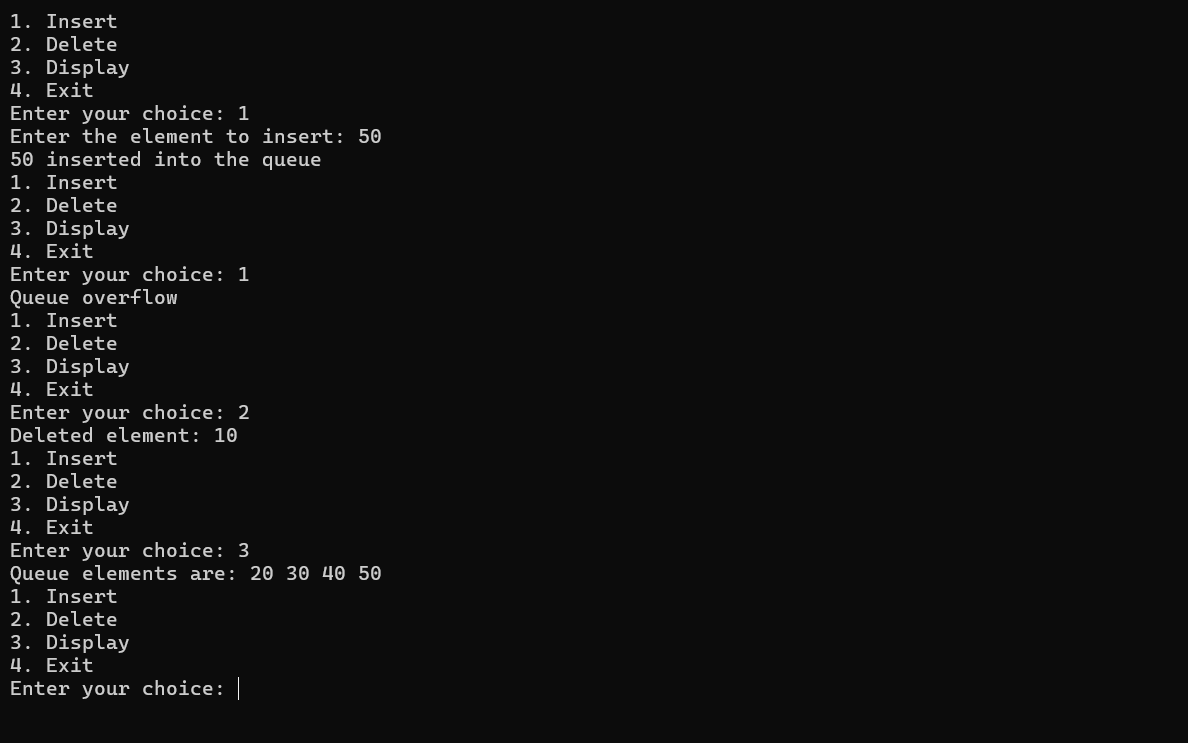 1. Insert
2. Delete
3. Display
4. Exit
Enter your choice: 1
Enter the element to insert: 50
50 inserted into the queue
1. Insert
2. Delete
3. Display
4. Exit
Enter your choice: 1
Queue overflow
1. Insert
2. Delete
3. Display
4. Exit
Enter your choice: 2
Deleted element: 10
1. Insert
2. Delete
3. Display
4. Exit
Enter your choice: 3
Queue elements are: 20 30 40 50
1. Insert
2. Delete
3. Display
4. Exit
Enter your choice: